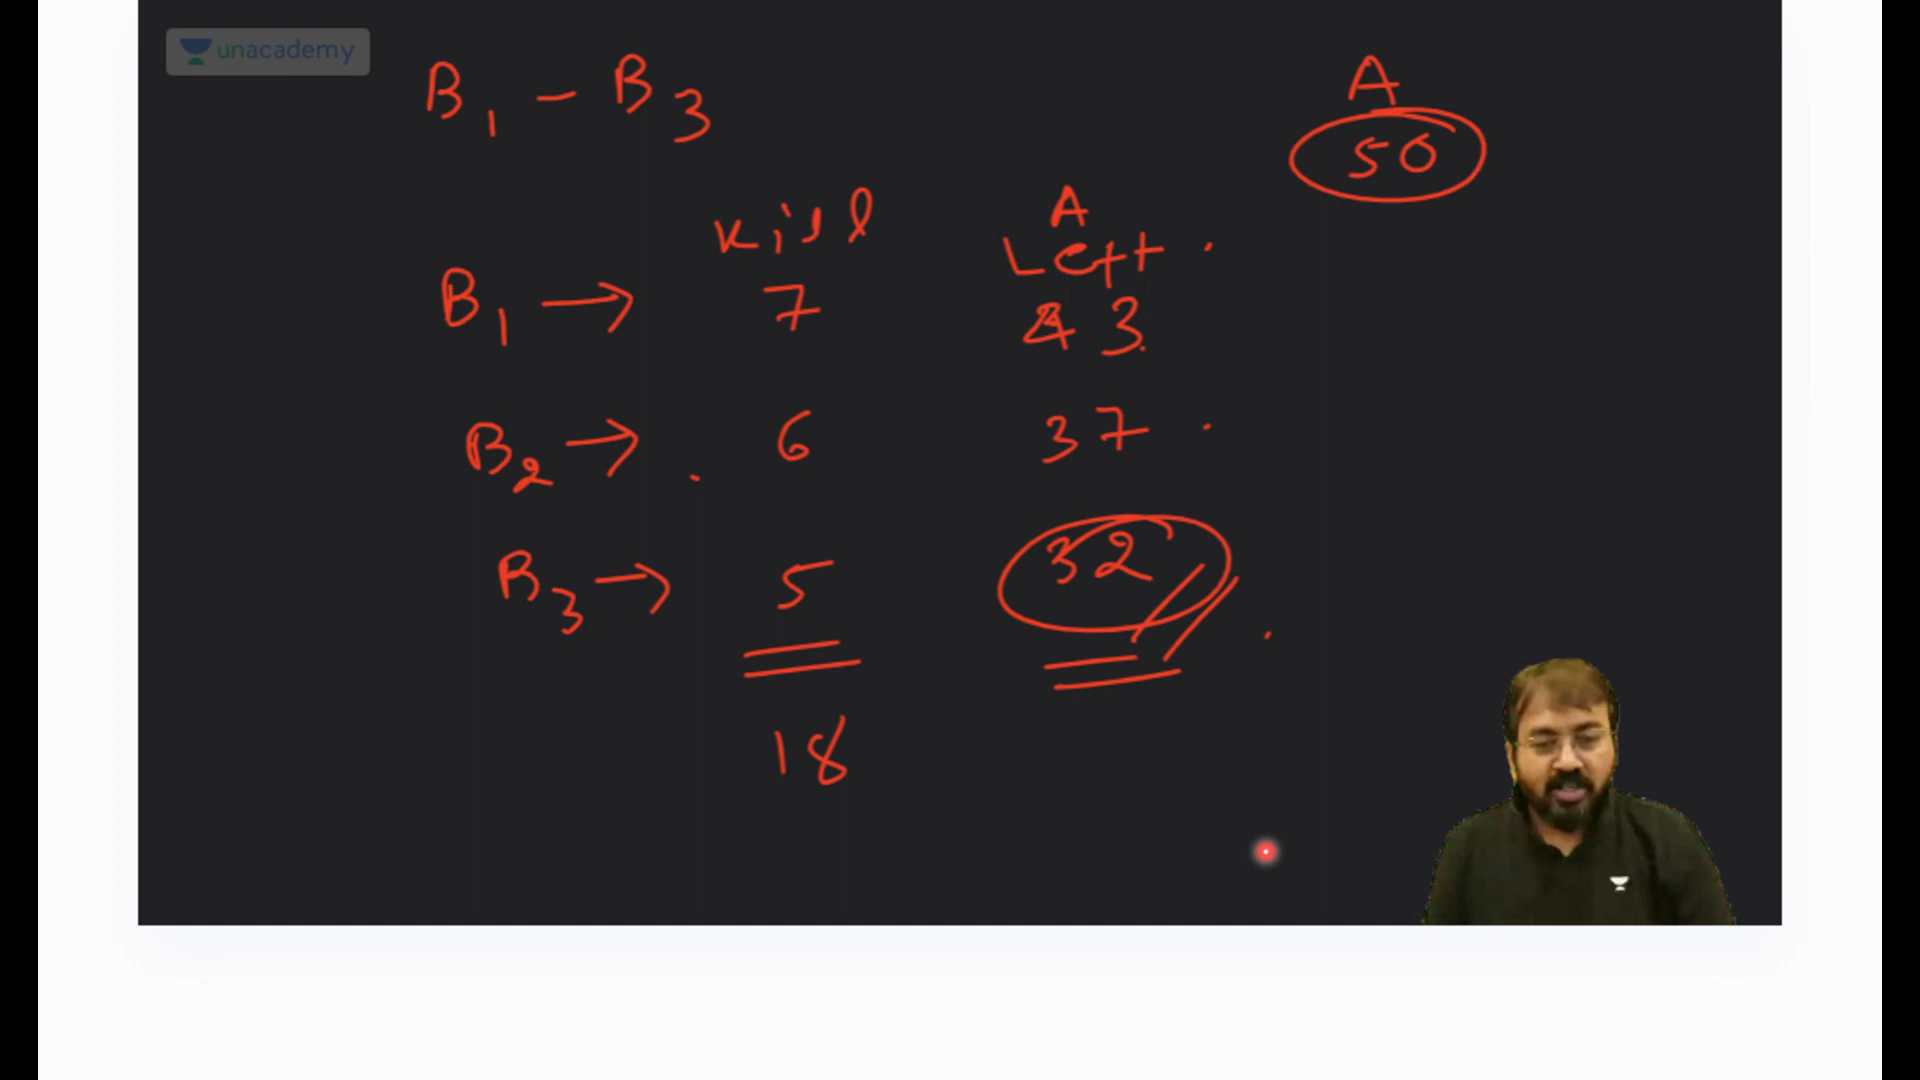 unacademy
B1 - B3
A
50
Kill
A
Left
B1 → 7 43
B2 → 6 37
B3 → 5 32
18